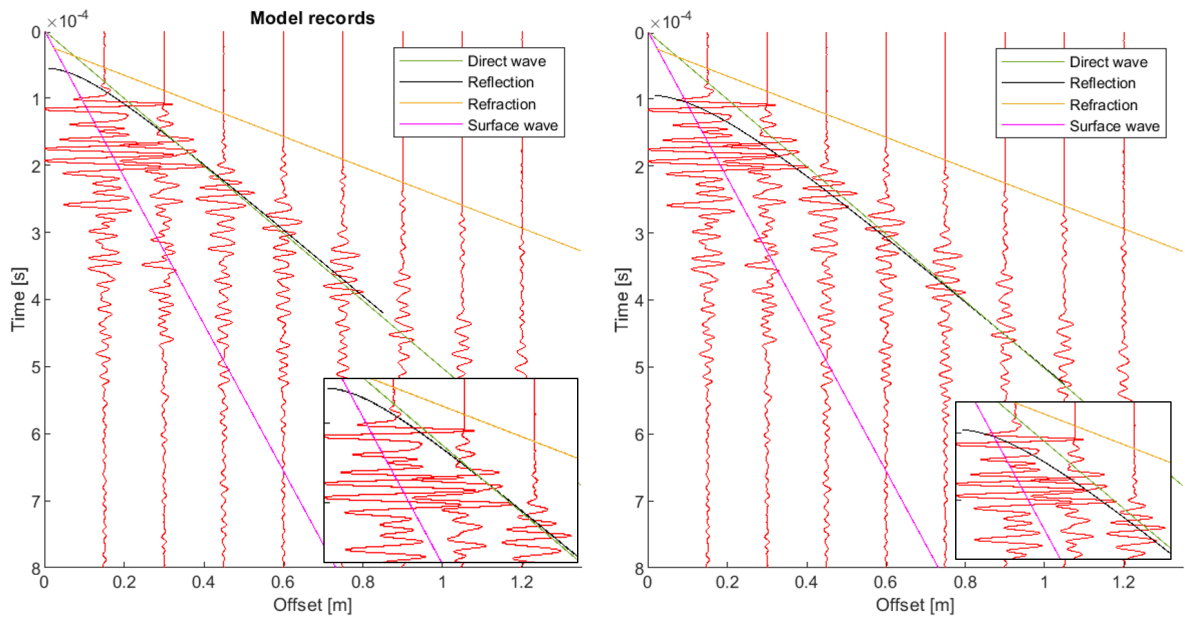 Model records
×10⁻⁴
0
1
2
3
4
5
6
7
8
Time [s]
0 0.2 0.4 0.6 0.8 1 1.2
Offset [m]
Direct wave
Reflection
Refraction
Surface wave
×10⁻⁴
0
1
2
3
4
5
6
7
8
Time [s]
0 0.2 0.4 0.6 0.8 1 1.2
Offset [m]
Direct wave
Reflection
Refraction
Surface wave